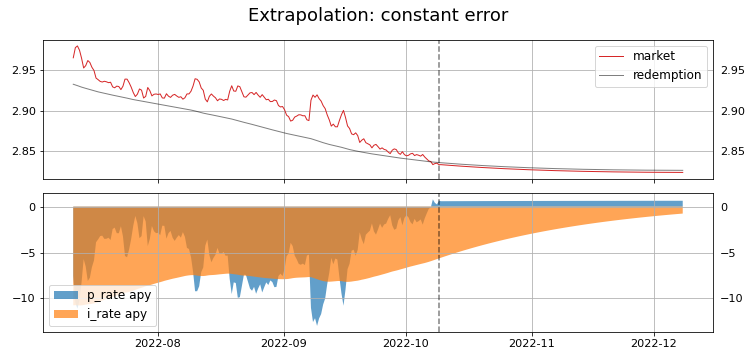 Extrapolation: constant error
2.95 2.95
2.90 2.90
2.85 2.85
market
redemption
0 0
−5 −5
−10 −10
p_rate apy
i_rate apy
2022-08 2022-09 2022-10 2022-11 2022-12